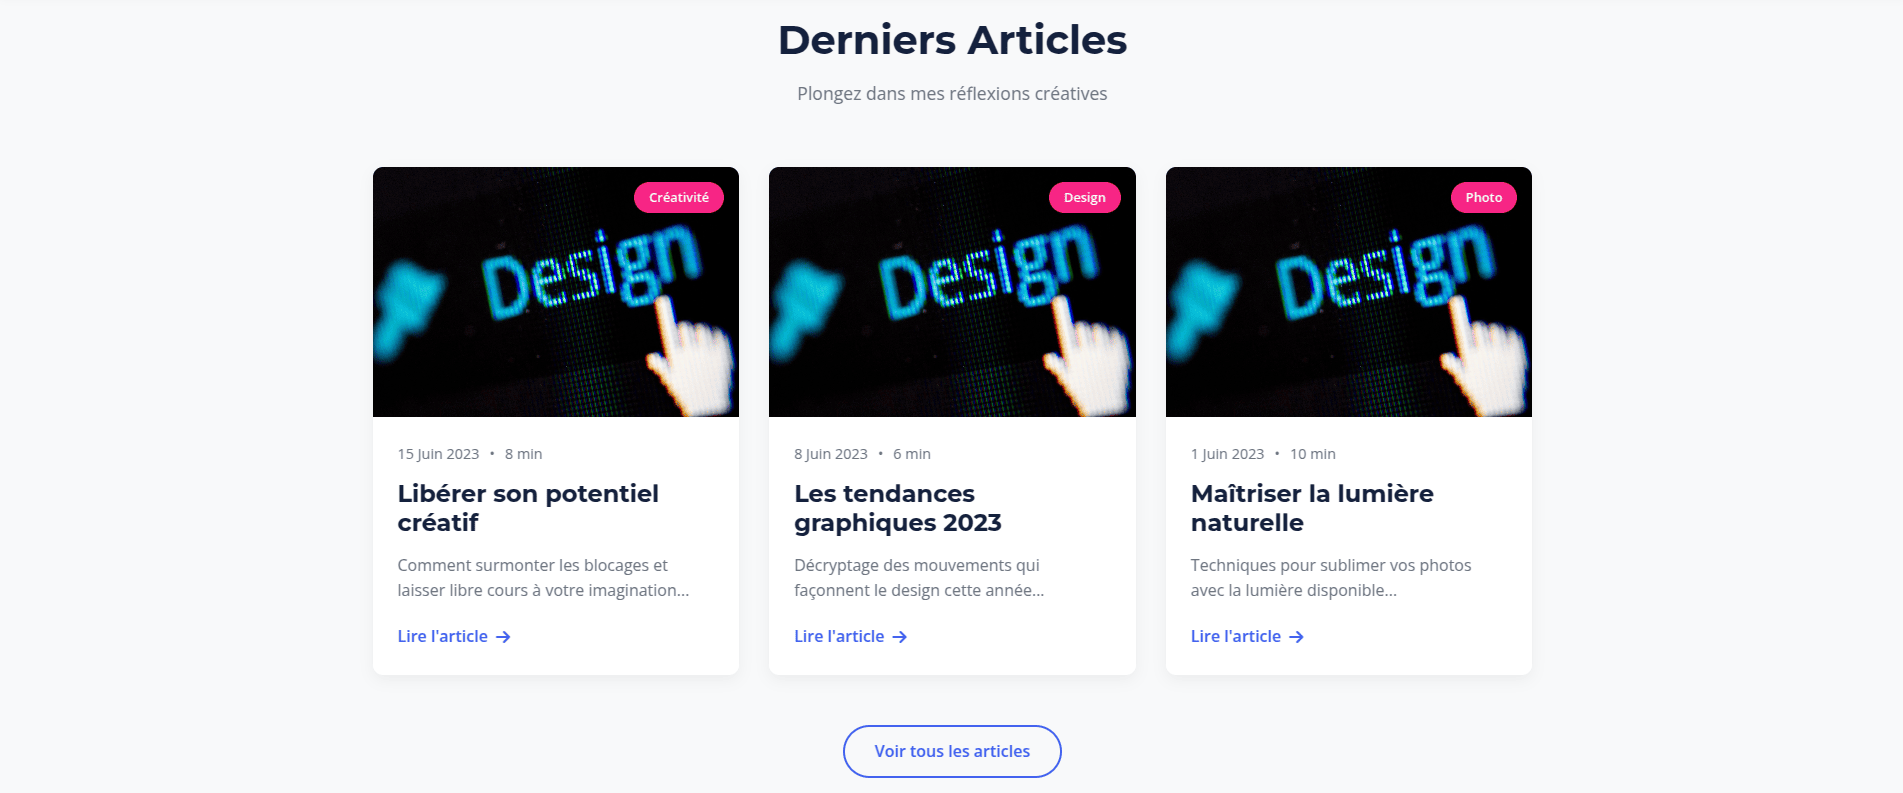 Derniers Articles
Plongez dans mes réflexions créatives
Créativité
Design
15 Juin 2023 • 8 min
Libérer son potentiel
créatif
Comment surmonter les blocages et
laisser libre cours à votre imagination...
Lire l'article →
Design
Design
8 Juin 2023 • 6 min
Les tendances
graphiques 2023
Décryptage des mouvements qui
façonnent le design cette année...
Lire l'article →
Photo
Design
1 Juin 2023 • 10 min
Maîtriser la lumière
naturelle
Techniques pour sublimer vos photos
avec la lumière disponible...
Lire l'article →
Voir tous les articles